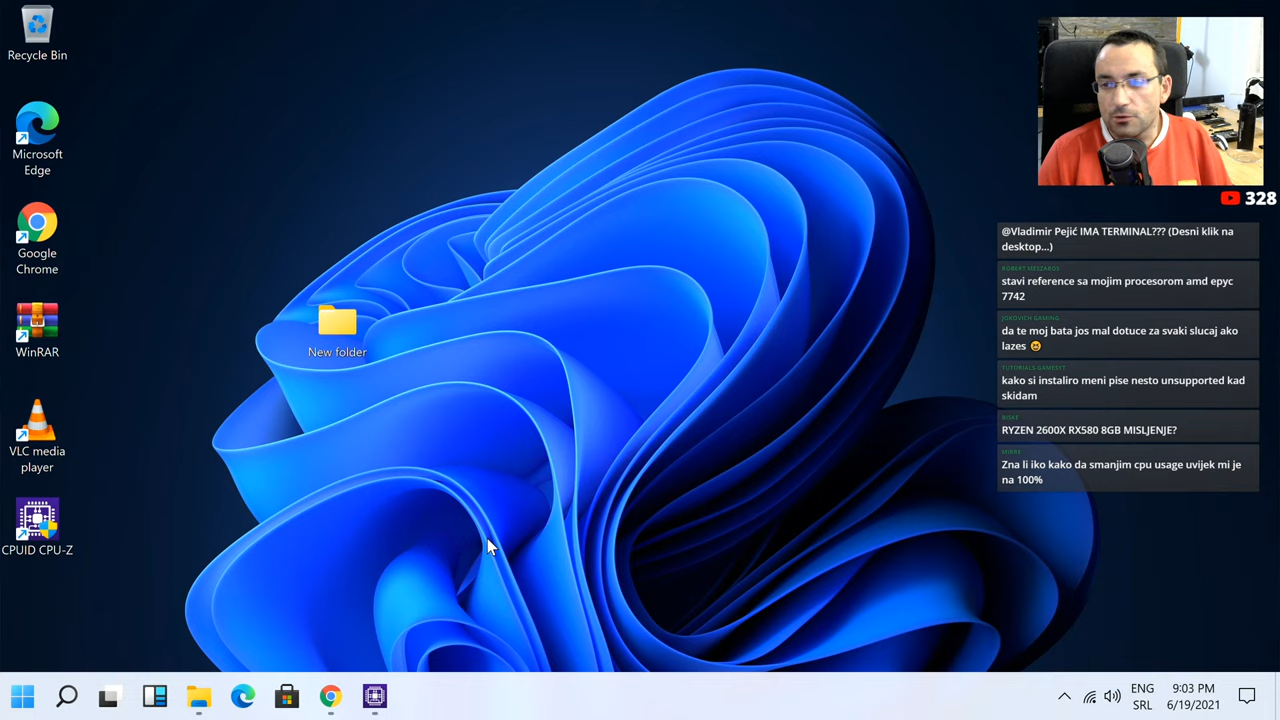 Recycle Bin
Microsoft
Edge
Google
Chrome
WinRAR
VLC media
player
CPUID CPU-Z
New folder
328
@Vladimir Pejić IMA TERMINAL??? (Desni klik na
desktop...)
ROBERT MESZAROS
stavi reference sa mojim procesorom amd epyc
7742
JOKOVICH GAMING
da te moj bata jos mal dotuce za svaki slucaj ako
lazes 😆
TUTORIALS-GAMESYT
kako si instaliro meni pise nesto unsupported kad
skidam
BISKE
RYZEN 2600X RX580 8GB MISLJENJE?
MIRRE
Zna li iko kako da smanjim cpu usage uvijek mi je
na 100%
ENG
SRL
9:03 PM
6/19/2021